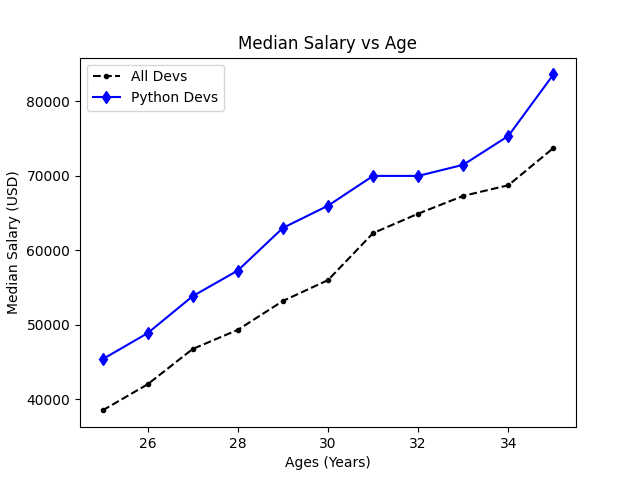 Median Salary vs Age
All Devs
Python Devs
80000
70000
60000
50000
40000
Median Salary (USD)
26 28 30 32 34
Ages (Years)